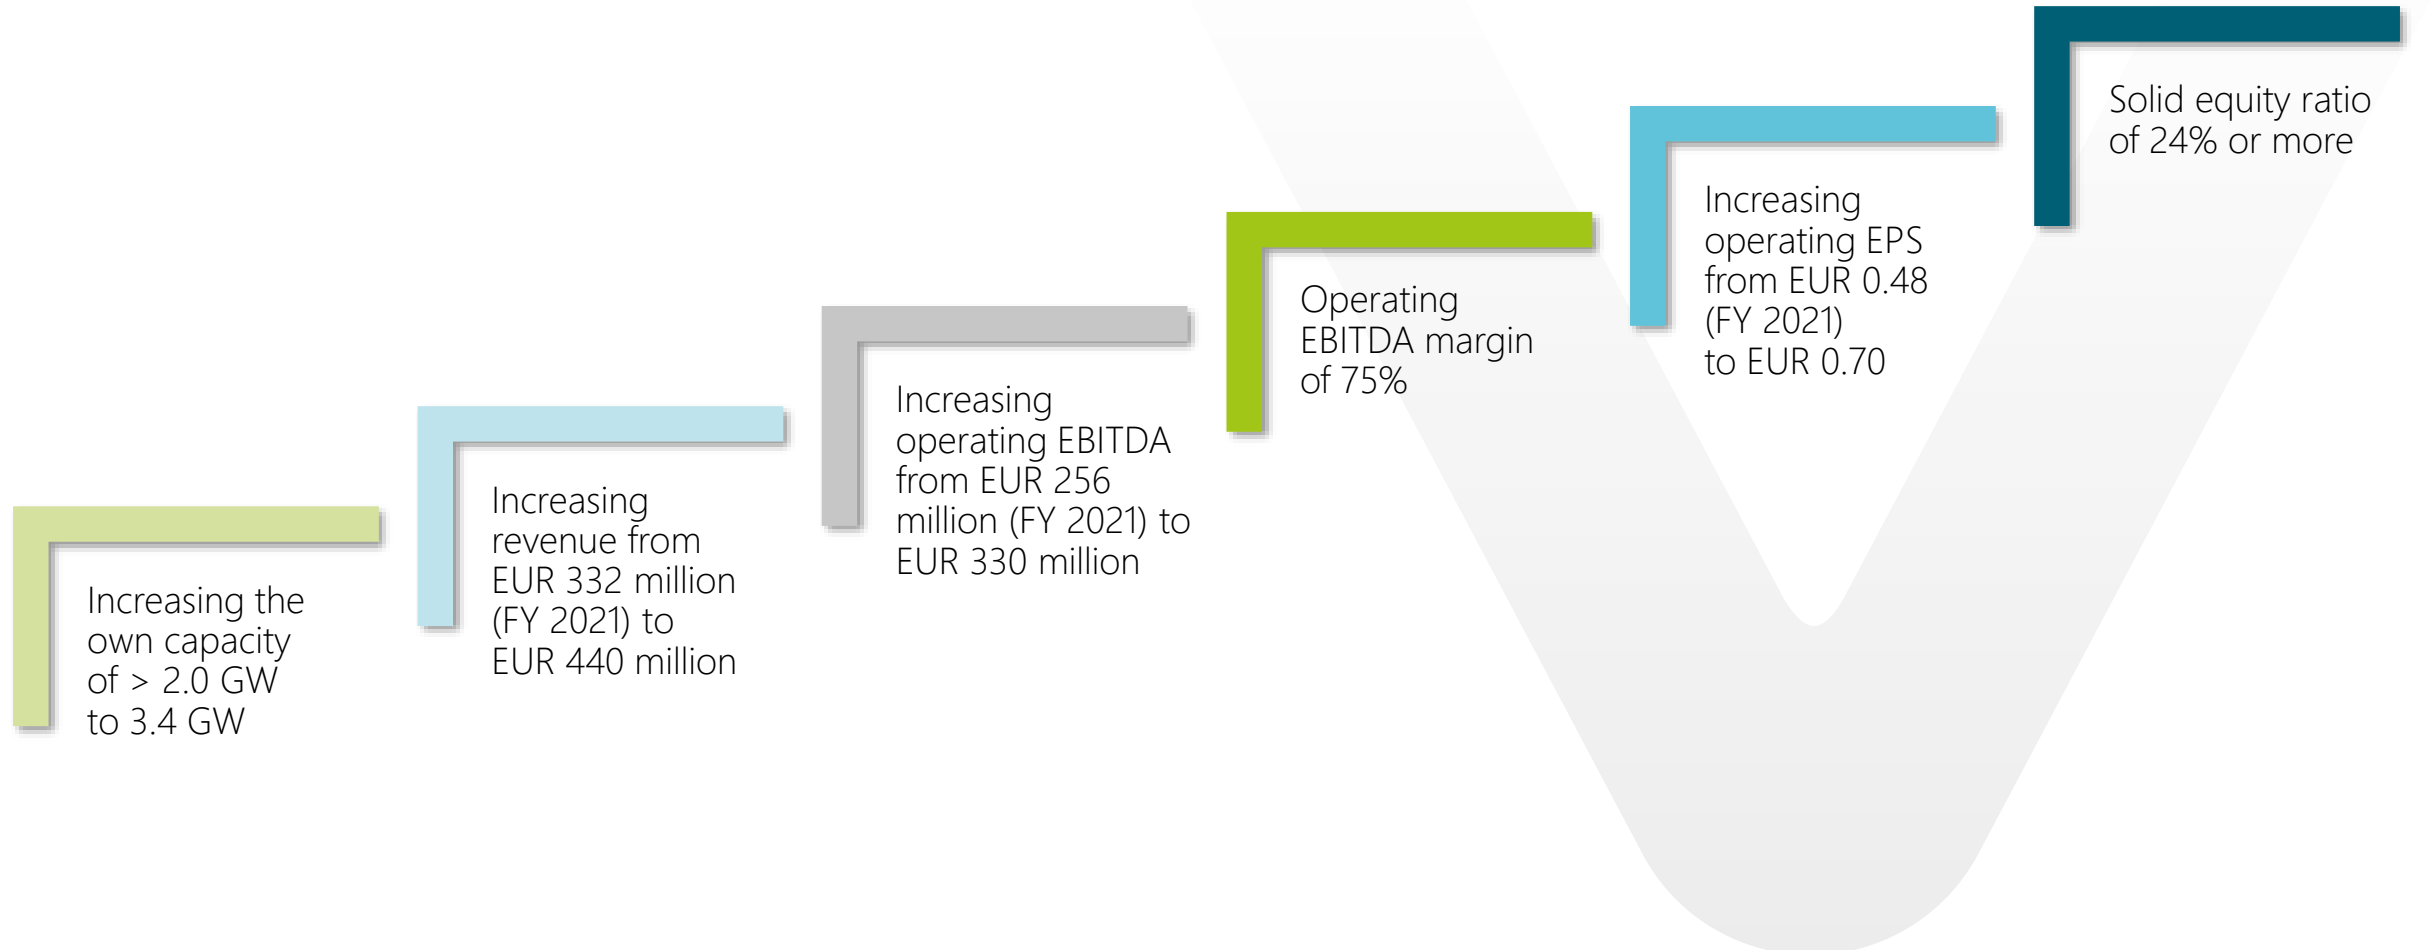 Increasing the
own capacity
of > 2.0 GW
to 3.4 GW
Increasing
revenue from
EUR 332 million
(FY 2021) to
EUR 440 million
Increasing
operating EBITDA
from EUR 256
million (FY 2021) to
EUR 330 million
Operating
EBITDA margin
of 75%
Increasing
operating EPS
from EUR 0.48
(FY 2021)
to EUR 0.70
Solid equity ratio
of 24% or more